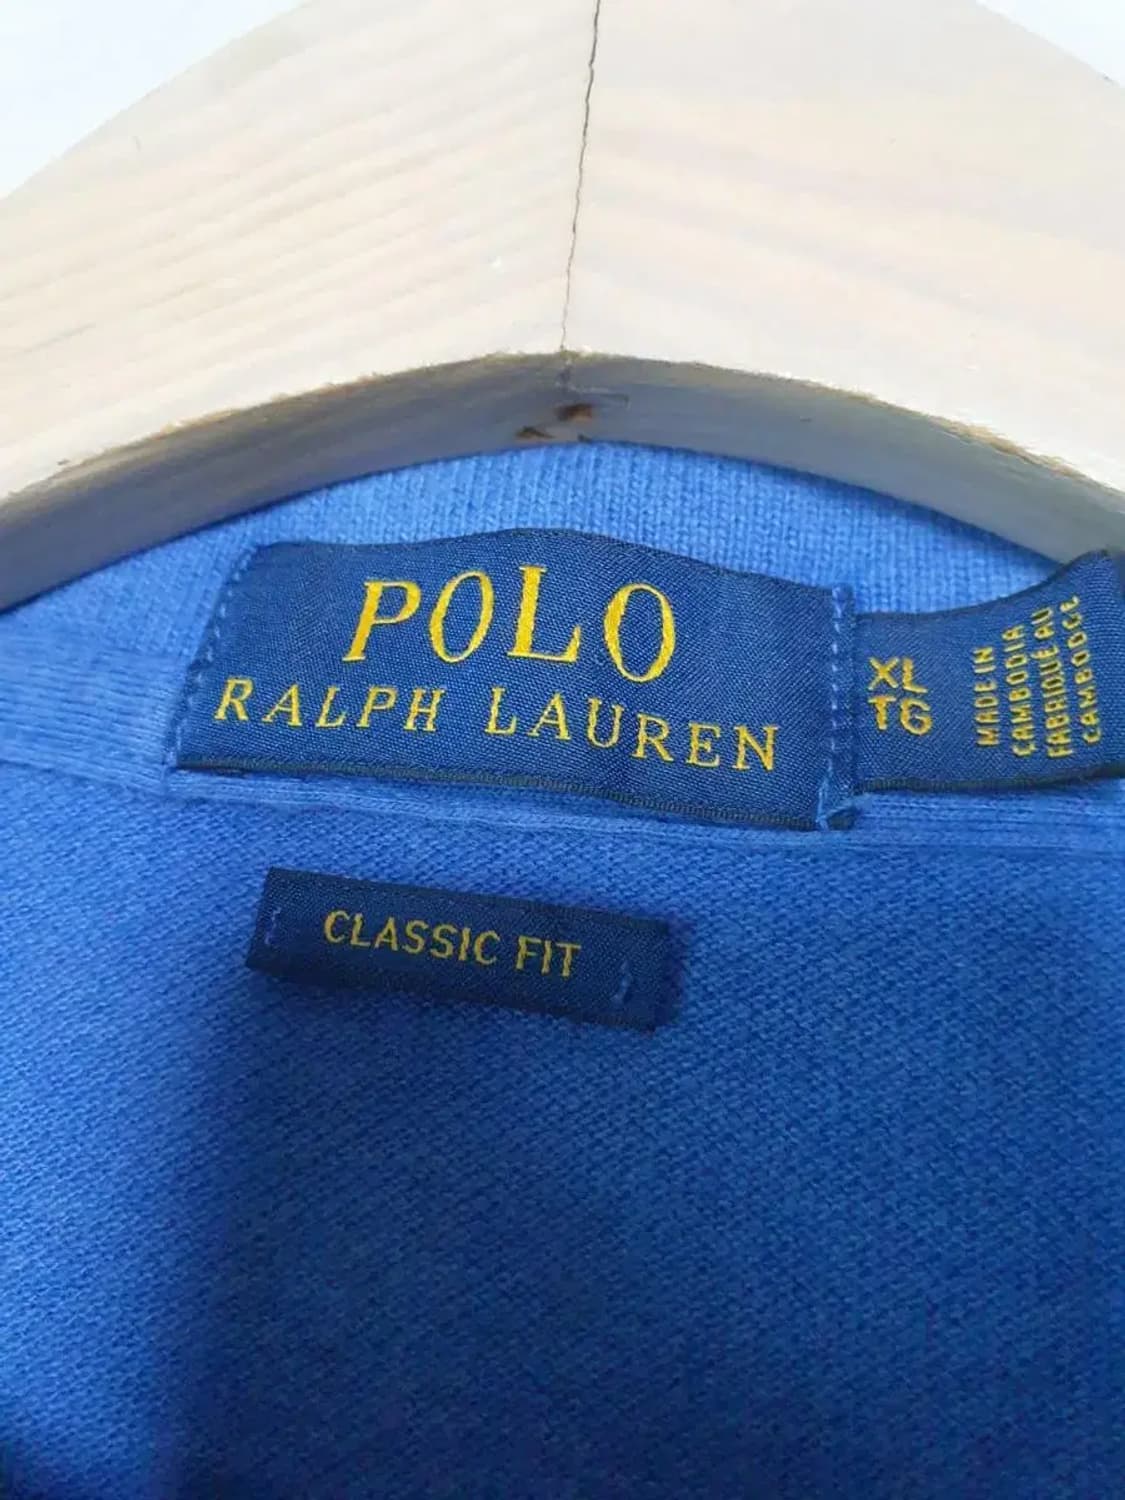 POLO
RALPH LAUREN
XL
TG
MADE IN
CAMBODIA
FABRIQUÉ AU
CAMBODGE
CLASSIC FIT